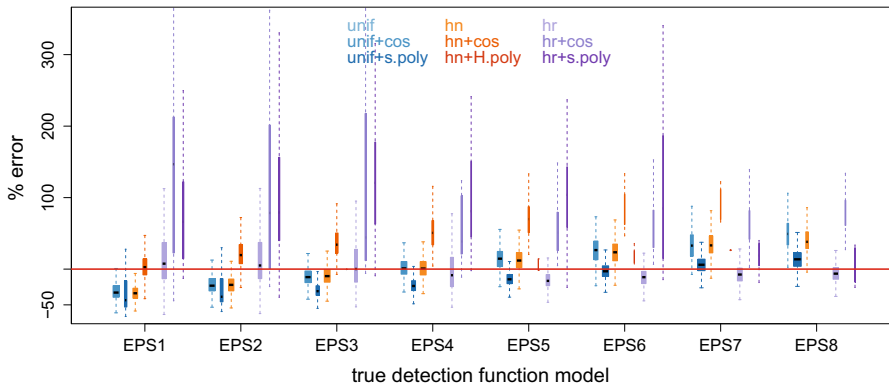 unif hn hr
unif+cos hn+cos hr+cos
unif+s.poly hn+H.poly hr+s.poly
300
200
100
−50
% error
EPS1 EPS2 EPS3 EPS4 EPS5 EPS6 EPS7 EPS8
true detection function model